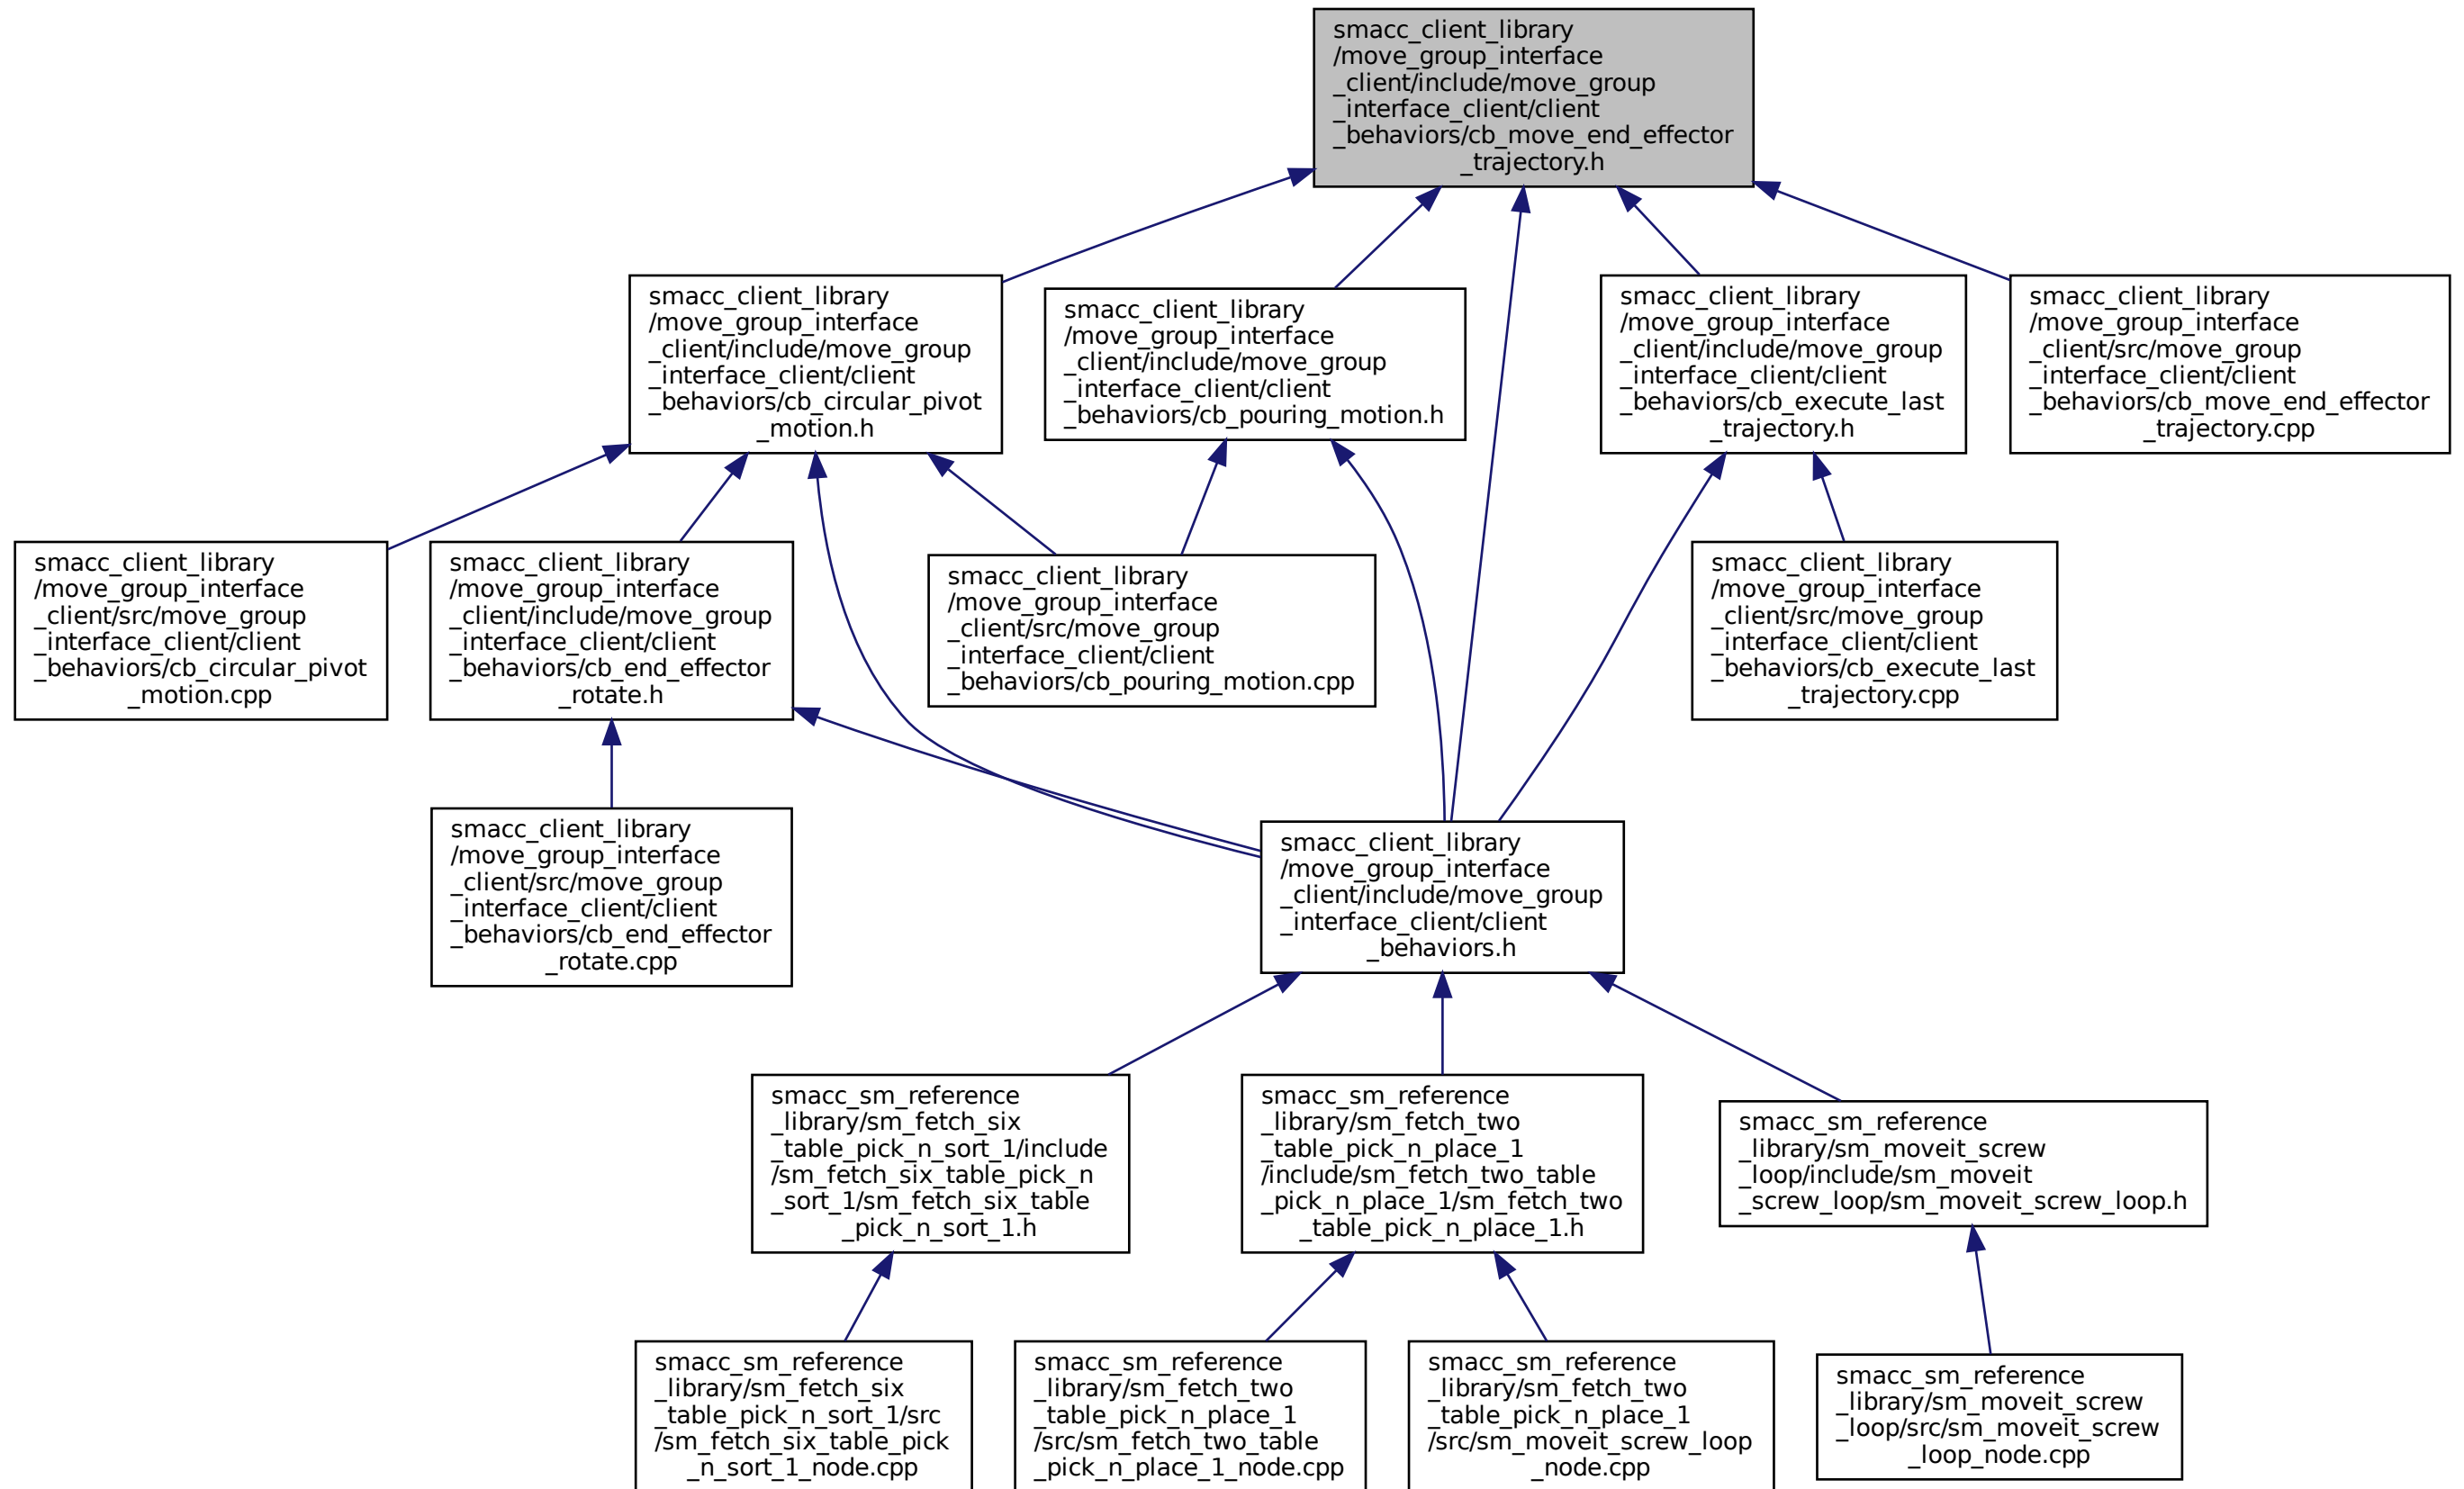 smacc_client_library
/move_group_interface
_client/include/move_group
_interface_client/client
_behaviors/cb_move_end_effector
_trajectory.h
smacc_client_library
/move_group_interface
_client/include/move_group
_interface_client/client
_behaviors/cb_circular_pivot
_motion.h
smacc_client_library
/move_group_interface
_client/include/move_group
_interface_client/client
_behaviors/cb_pouring_motion.h
smacc_client_library
/move_group_interface
_client/include/move_group
_interface_client/client
_behaviors/cb_execute_last
_trajectory.h
smacc_client_library
/move_group_interface
_client/src/move_group
_interface_client/client
_behaviors/cb_move_end_effector
_trajectory.cpp
smacc_client_library
/move_group_interface
_client/src/move_group
_interface_client/client
_behaviors/cb_circular_pivot
_motion.cpp
smacc_client_library
/move_group_interface
_client/include/move_group
_interface_client/client
_behaviors/cb_end_effector
_rotate.h
smacc_client_library
/move_group_interface
_client/src/move_group
_interface_client/client
_behaviors/cb_pouring_motion.cpp
smacc_client_library
/move_group_interface
_client/src/move_group
_interface_client/client
_behaviors/cb_execute_last
_trajectory.cpp
smacc_client_library
/move_group_interface
_client/src/move_group
_interface_client/client
_behaviors/cb_end_effector
_rotate.cpp
smacc_client_library
/move_group_interface
_client/include/move_group
_interface_client/client
_behaviors.h
smacc_sm_reference
_library/sm_fetch_six
_table_pick_n_sort_1/include
/sm_fetch_six_table_pick_n
_sort_1/sm_fetch_six_table
_pick_n_sort_1.h
smacc_sm_reference
_library/sm_fetch_two
_table_pick_n_place_1
/include/sm_fetch_two_table
_pick_n_place_1/sm_fetch_two
_table_pick_n_place_1.h
smacc_sm_reference
_library/sm_moveit_screw
_loop/include/sm_moveit
_screw_loop/sm_moveit_screw_loop.h
smacc_sm_reference
_library/sm_fetch_six
_table_pick_n_sort_1/src
/sm_fetch_six_table_pick
_n_sort_1_node.cpp
smacc_sm_reference
_library/sm_fetch_two
_table_pick_n_place_1
/src/sm_fetch_two_table
_pick_n_place_1_node.cpp
smacc_sm_reference
_library/sm_fetch_two
_table_pick_n_place_1
/src/sm_moveit_screw_loop
_node.cpp
smacc_sm_reference
_library/sm_moveit_screw
_loop/src/sm_moveit_screw
_loop_node.cpp